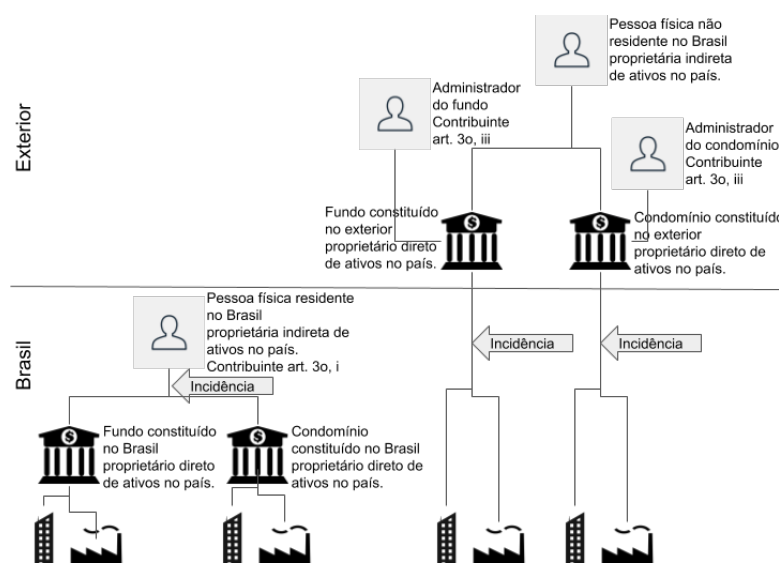 Exterior
Pessoa física não
residente no Brasil
proprietária indireta
de ativos no país.
Administrador
do fundo
Contribuinte
art. 3o, iii
Administrador
do condomínio
Contribuinte
art. 3o, iii
Fundo constituído
no exterior
proprietário direto
de ativos no país.
$
$
Condomínio constituído
no exterior
proprietário direto de
ativos no país.
Brasil
Pessoa física residente
no Brasil
proprietária indireta de
ativos no país.
Contribuinte art. 3o, i
Incidência
Incidência
Incidência
$
Fundo constituído
no Brasil
proprietário direto
de ativos no país.
$
Condomínio
constituído no Brasil
proprietário direto de
ativos no país.